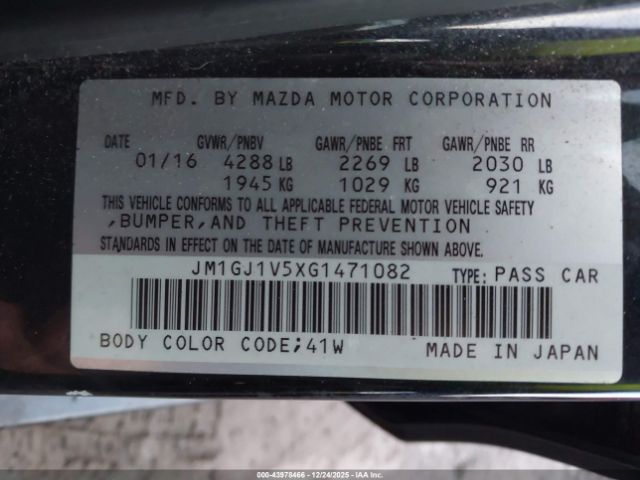 MFD. BY MAZDA MOTOR CORPORATION
DATE GVWR/PNBV GAWR/PNBE FRT GAWR/PNBE RR
01/16 4288 LB 2269 LB 2030 LB
1945 KG 1029 KG 921 KG
THIS VEHICLE CONFORMS TO ALL APPLICABLE FEDERAL MOTOR VEHICLE SAFETY
,BUMPER,AND THEFT PREVENTION
STANDARDS IN EFFECT ON THE DATE OF MANUFACTURE SHOWN ABOVE.
JM1GJ1V5XG1471082 TYPE: PASS CAR
BODY COLOR CODE;41W MADE IN JAPAN
000-43978466 - 12/24/2025 - IAAI.CA